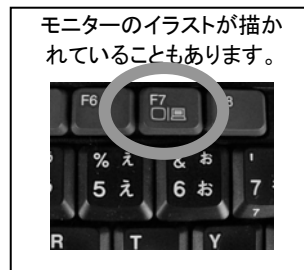 モニターのイラストが描か
れていることもあります。
F6 F7
% え & お '
5 え 6 お 7
7
R T Y